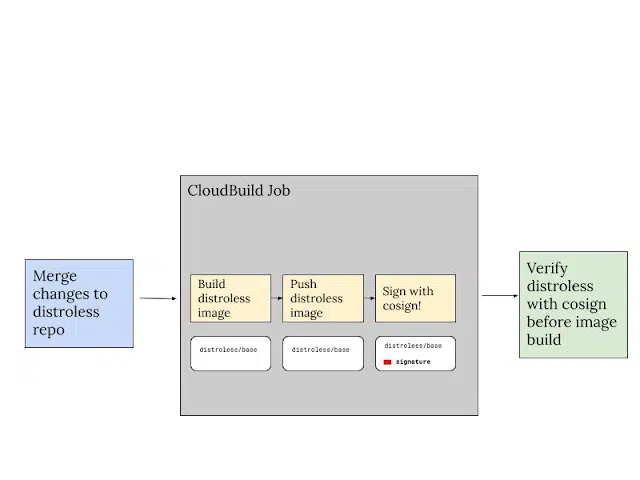 CloudBuild Job
Merge
changes to
distroless
repo
Build
distroless
image
Push
distroless
image
Sign with
cosign!
distroless/base
distroless/base
distroless/base
signature
Verify
distroless
with cosign
before image
build